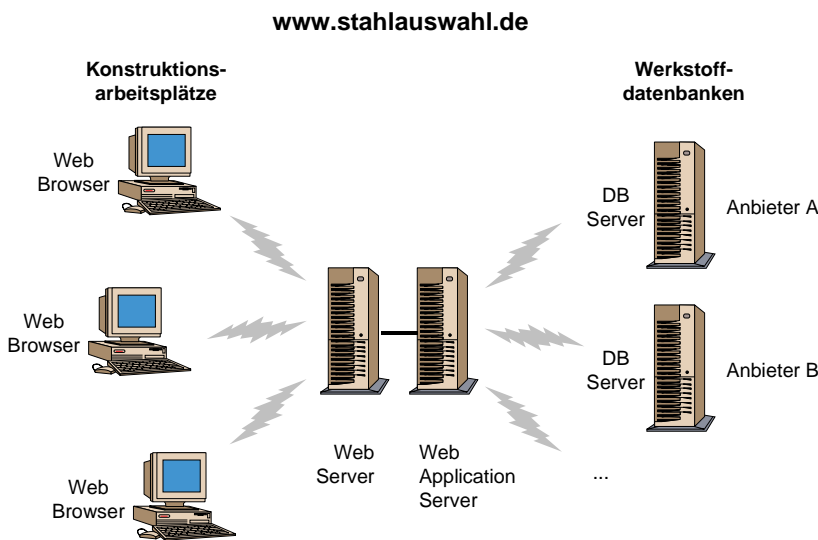 www.stahlauswahl.de
Konstruktions-
arbeitsplätze
Werkstoff-
datenbanken
Web
Browser
DB
Server
Anbieter A
Web
Browser
DB
Server
Anbieter B
Web
Server
Web
Application
Server
...
Web
Browser